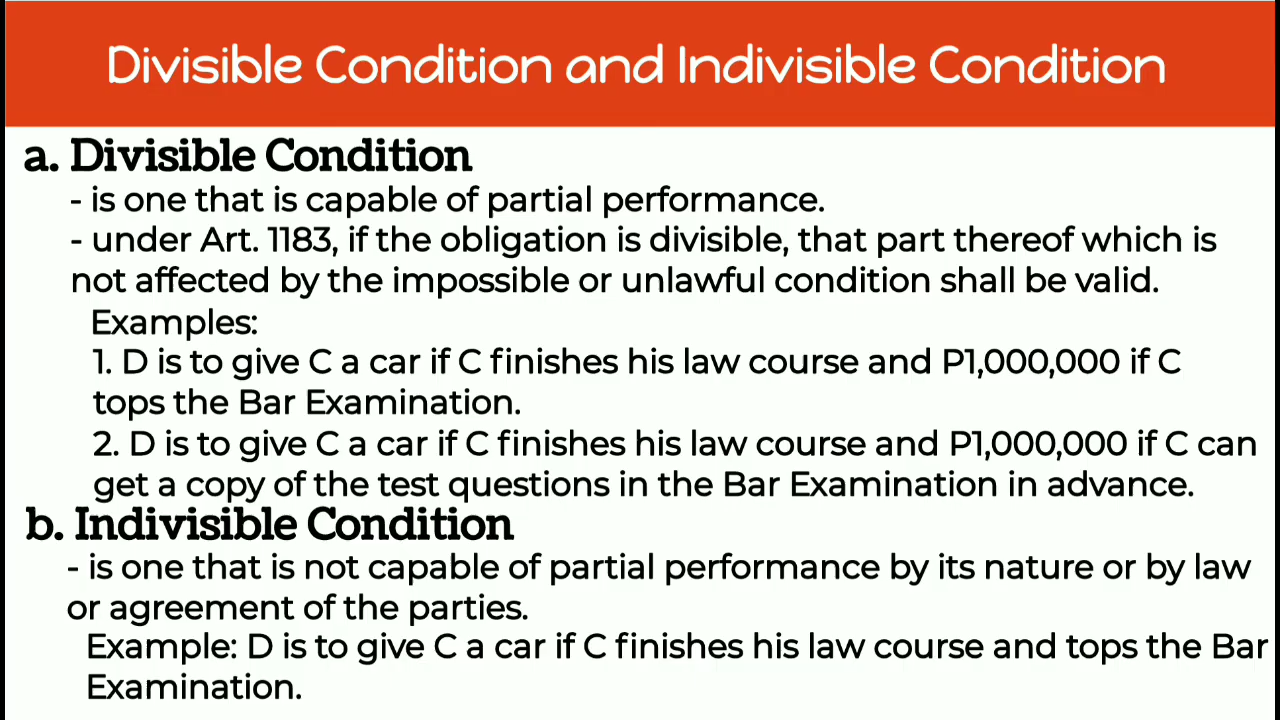 Divisible Condition and Indivisible Condition
a. Divisible Condition
- is one that is capable of partial performance.
- under Art. 1183, if the obligation is divisible, that part thereof which is
not affected by the impossible or unlawful condition shall be valid.
Examples:
1. D is to give C a car if C finishes his law course and P1,000,000 if C
tops the Bar Examination.
2. D is to give C a car if C finishes his law course and P1,000,000 if C can
get a copy of the test questions in the Bar Examination in advance.
b. Indivisible Condition
- is one that is not capable of partial performance by its nature or by law
or agreement of the parties.
Example: D is to give C a car if C finishes his law course and tops the Bar
Examination.